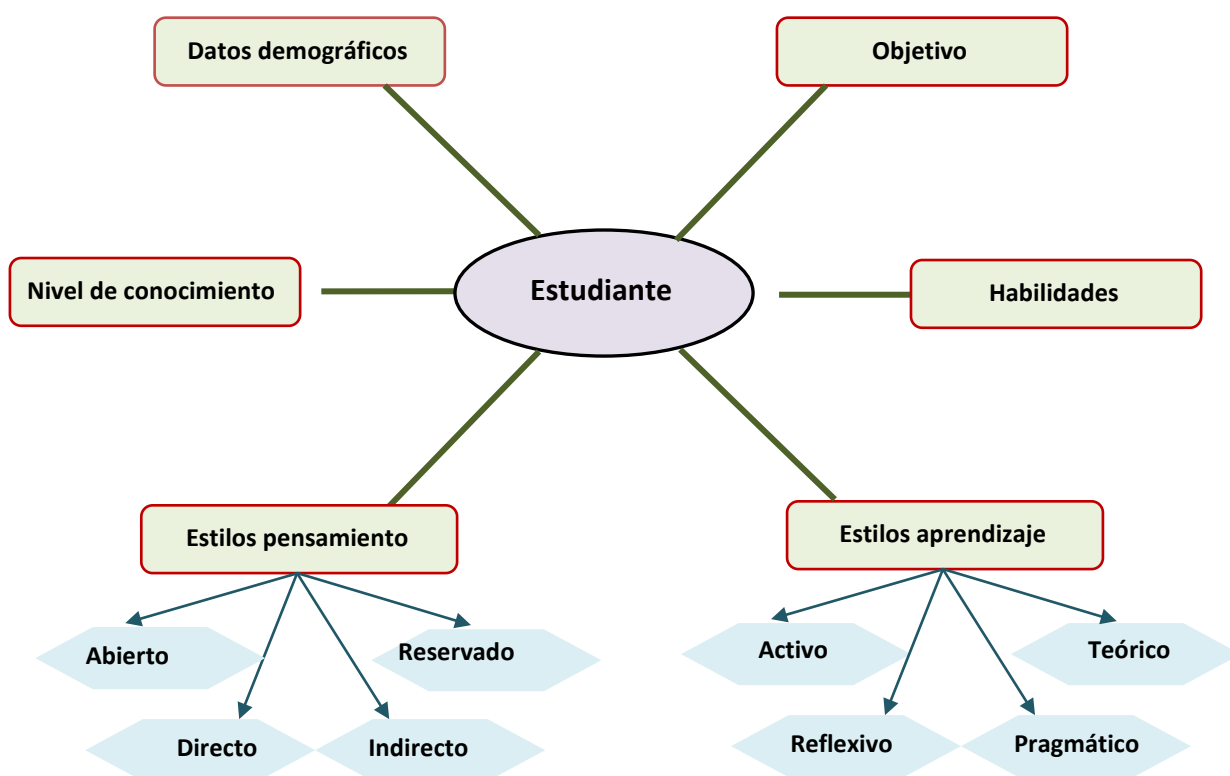 Datos demográficos
Objetivo
Nivel de conocimiento
Estudiante
Habilidades
Estilos pensamiento
Estilos aprendizaje
Abierto
Reservado
Activo
Teórico
Directo
Indirecto
Reflexivo
Pragmático